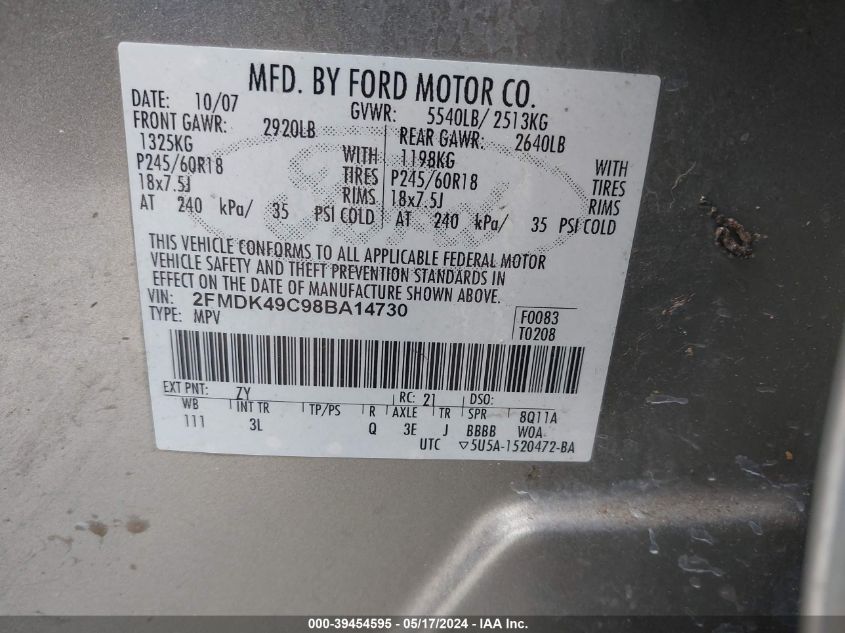 MFD. BY FORD MOTOR CO.
DATE: 10/07 GVWR: 5540LB/ 2513KG
FRONT GAWR: 2920LB REAR GAWR: 2640LB
1325KG WITH 1198KG WITH
P245/60R18 TIRES P245/60R18 TIRES
18x7.5J RIMS 18x7.5J RIMS
AT 240 kPa/ 35 PSI COLD AT 240 kPa/ 35 PSI COLD
THIS VEHICLE CONFORMS TO ALL APPLICABLE FEDERAL MOTOR
VEHICLE SAFETY AND THEFT PREVENTION STANDARDS IN
EFFECT ON THE DATE OF MANUFACTURE SHOWN ABOVE.
VIN: 2FMDK49C98BA14730 F0083
TYPE: MPV T0208
EXT PNT: ZY RC: 21 DSO:
WB INT TR TP/PS R AXLE TR SPR 8Q11A
111 3L Q 3E J BBBB WOA
UTC ▽5U5A-1520472-BA
000-39454595 - 05/17/2024 - IAA Inc.